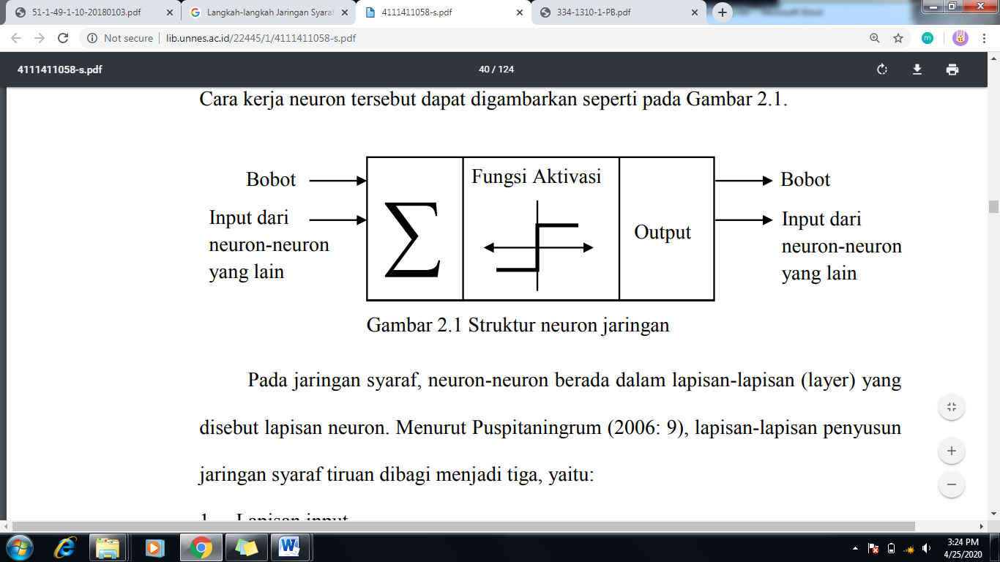 51-1-49-1-10-20180103.pdf
Langkah-langkah Jaringan Syaraf
4111411058-s.pdf
334-1310-1-PB.pdf
Not secure
lib.unnes.ac.id/22445/1/4111411058-s.pdf
4111411058-s.pdf
40 / 124
Cara kerja neuron tersebut dapat digambarkan seperti pada Gambar 2.1.
Bobot
Input dari
neuron-neuron
yang lain
∑
Fungsi Aktivasi
Output
Bobot
Input dari
neuron-neuron
yang lain
Gambar 2.1 Struktur neuron jaringan
Pada jaringan syaraf, neuron-neuron berada dalam lapisan-lapisan (layer) yang
disebut lapisan neuron. Menurut Puspitaningrum (2006: 9), lapisan-lapisan penyusun
jaringan syaraf tiruan dibagi menjadi tiga, yaitu:
1. Lapisan input
3:24 PM
4/25/2020